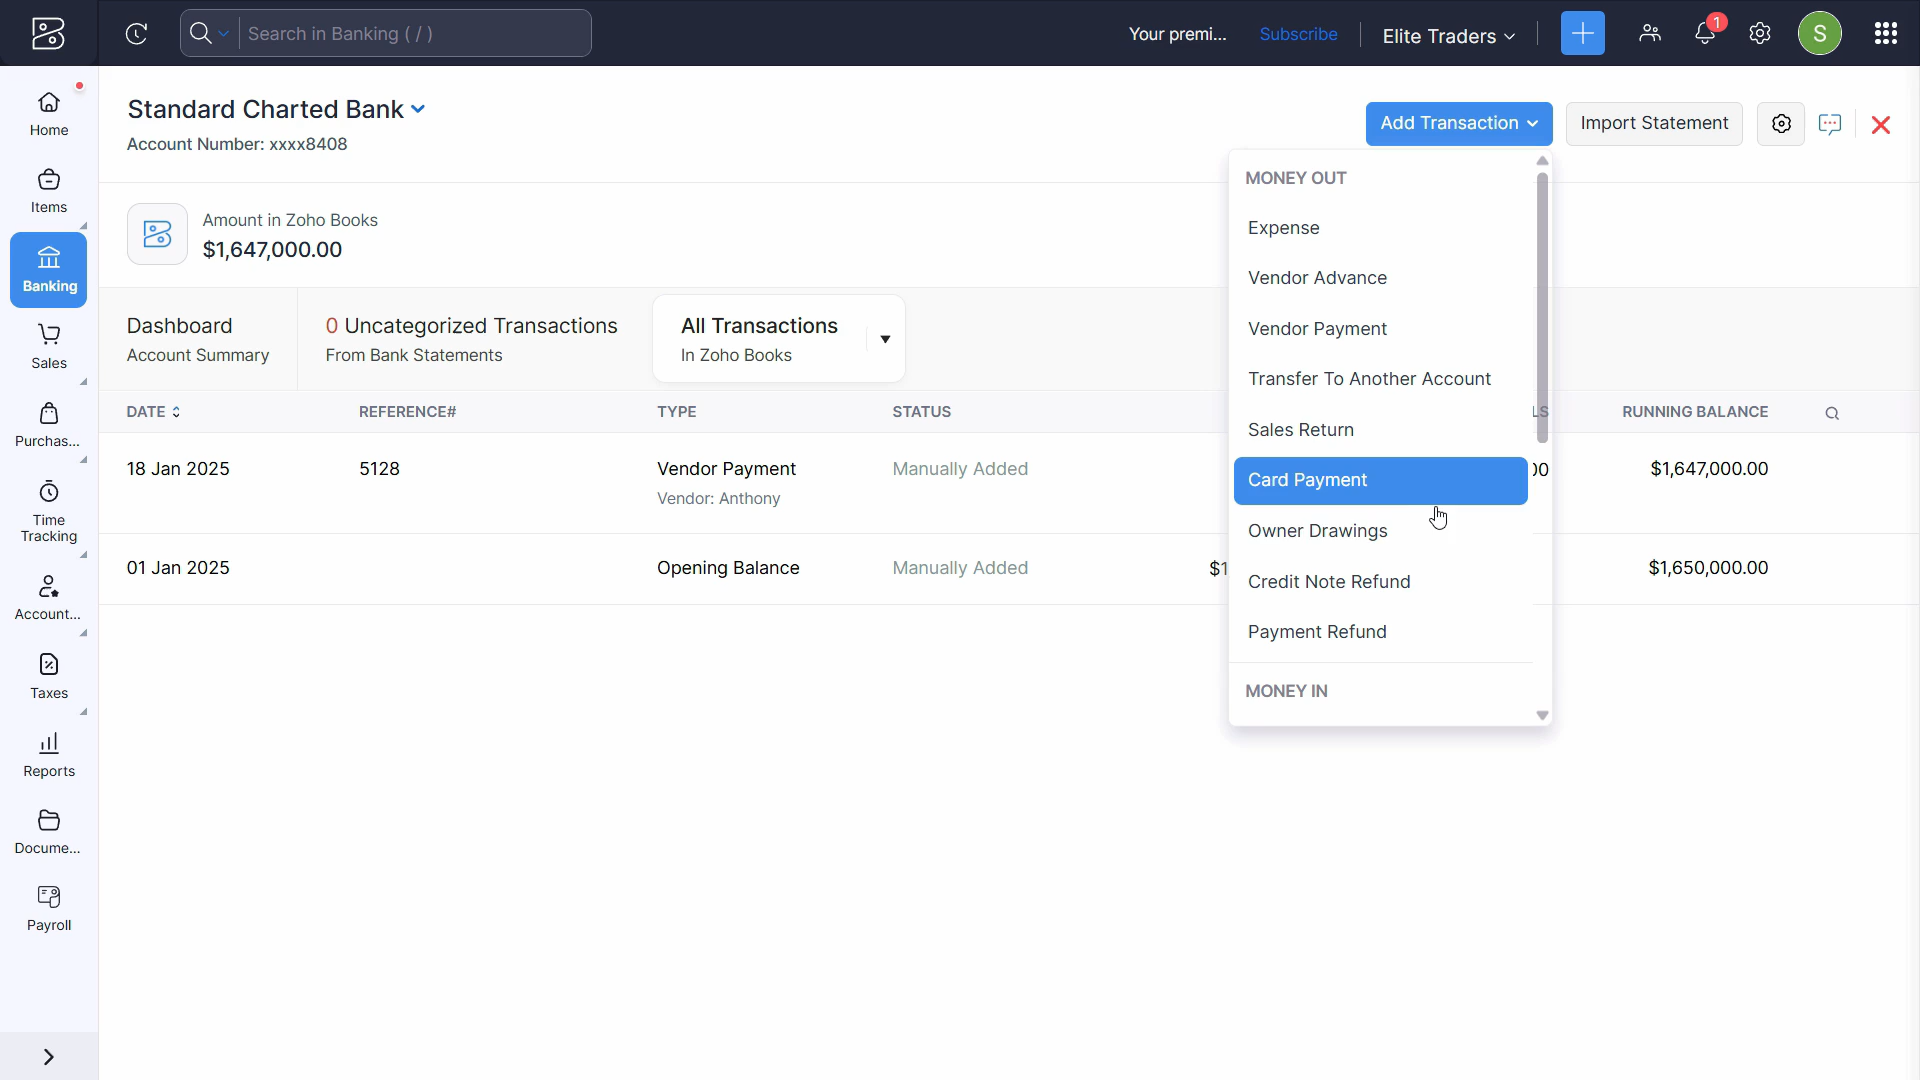 Search in Banking ( / )
Your premi...
Subscribe
Elite Traders
1
S
Home
Items
Banking
Sales
Purchas...
Time
Tracking
Account...
Taxes
Reports
Docume...
Payroll
Standard Charted Bank
Account Number: xxxx8408
Add Transaction
Import Statement
Amount in Zoho Books
$1,647,000.00
Dashboard
Account Summary
0 Uncategorized Transactions
From Bank Statements
All Transactions
In Zoho Books
MONEY OUT
Expense
Vendor Advance
Vendor Payment
Transfer To Another Account
Sales Return
Card Payment
Owner Drawings
Credit Note Refund
Payment Refund
MONEY IN
DATE REFERENCE# TYPE STATUS LS RUNNING BALANCE
18 Jan 2025 5128 Vendor Payment Manually Added 00 $1,647,000.00
Vendor: Anthony
01 Jan 2025 Opening Balance Manually Added $1 $1,650,000.00